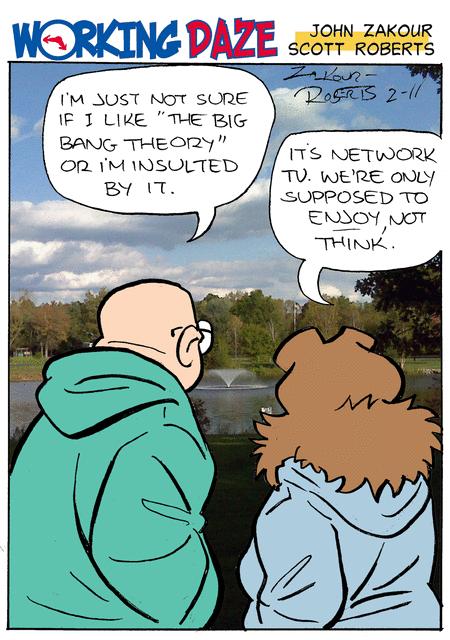 WORKING DAZE
JOHN ZAKOUR
SCOTT ROBERTS
ZAKOUR-
ROBERTS 2-11
I'M JUST NOT SURE
IF I LIKE "THE BIG
BANG THEORY"
OR I'M INSULTED
BY IT.
IT'S NETWORK
TV. WE'RE ONLY
SUPPOSED TO
ENJOY, NOT
THINK.